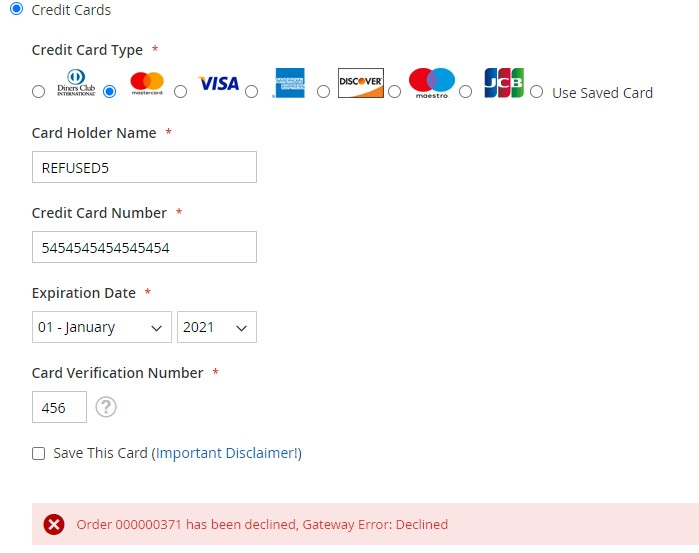 Credit Cards
Credit Card Type *
Diners Club INTERNATIONAL mastercard VISA AMERICAN EXPRESS DISCOVER maestro JCB Use Saved Card
Card Holder Name *
REFUSED5
Credit Card Number *
5454545454545454
Expiration Date *
01 - January 2021
Card Verification Number *
456 ?
Save This Card (Important Disclaimer!)
Order 000000371 has been declined, Gateway Error: Declined